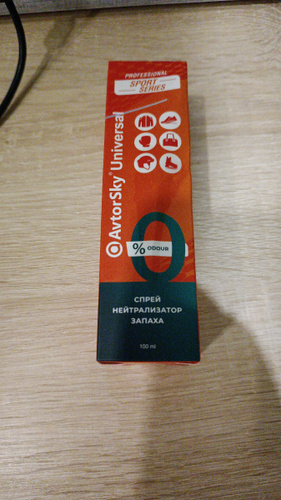 PROFESSIONAL
SPORT
SERIES
AvtorSky® Universal
0
% ODOUR
СПРЕЙ
НЕЙТРАЛИЗАТОР
ЗАПАХА
100 ml